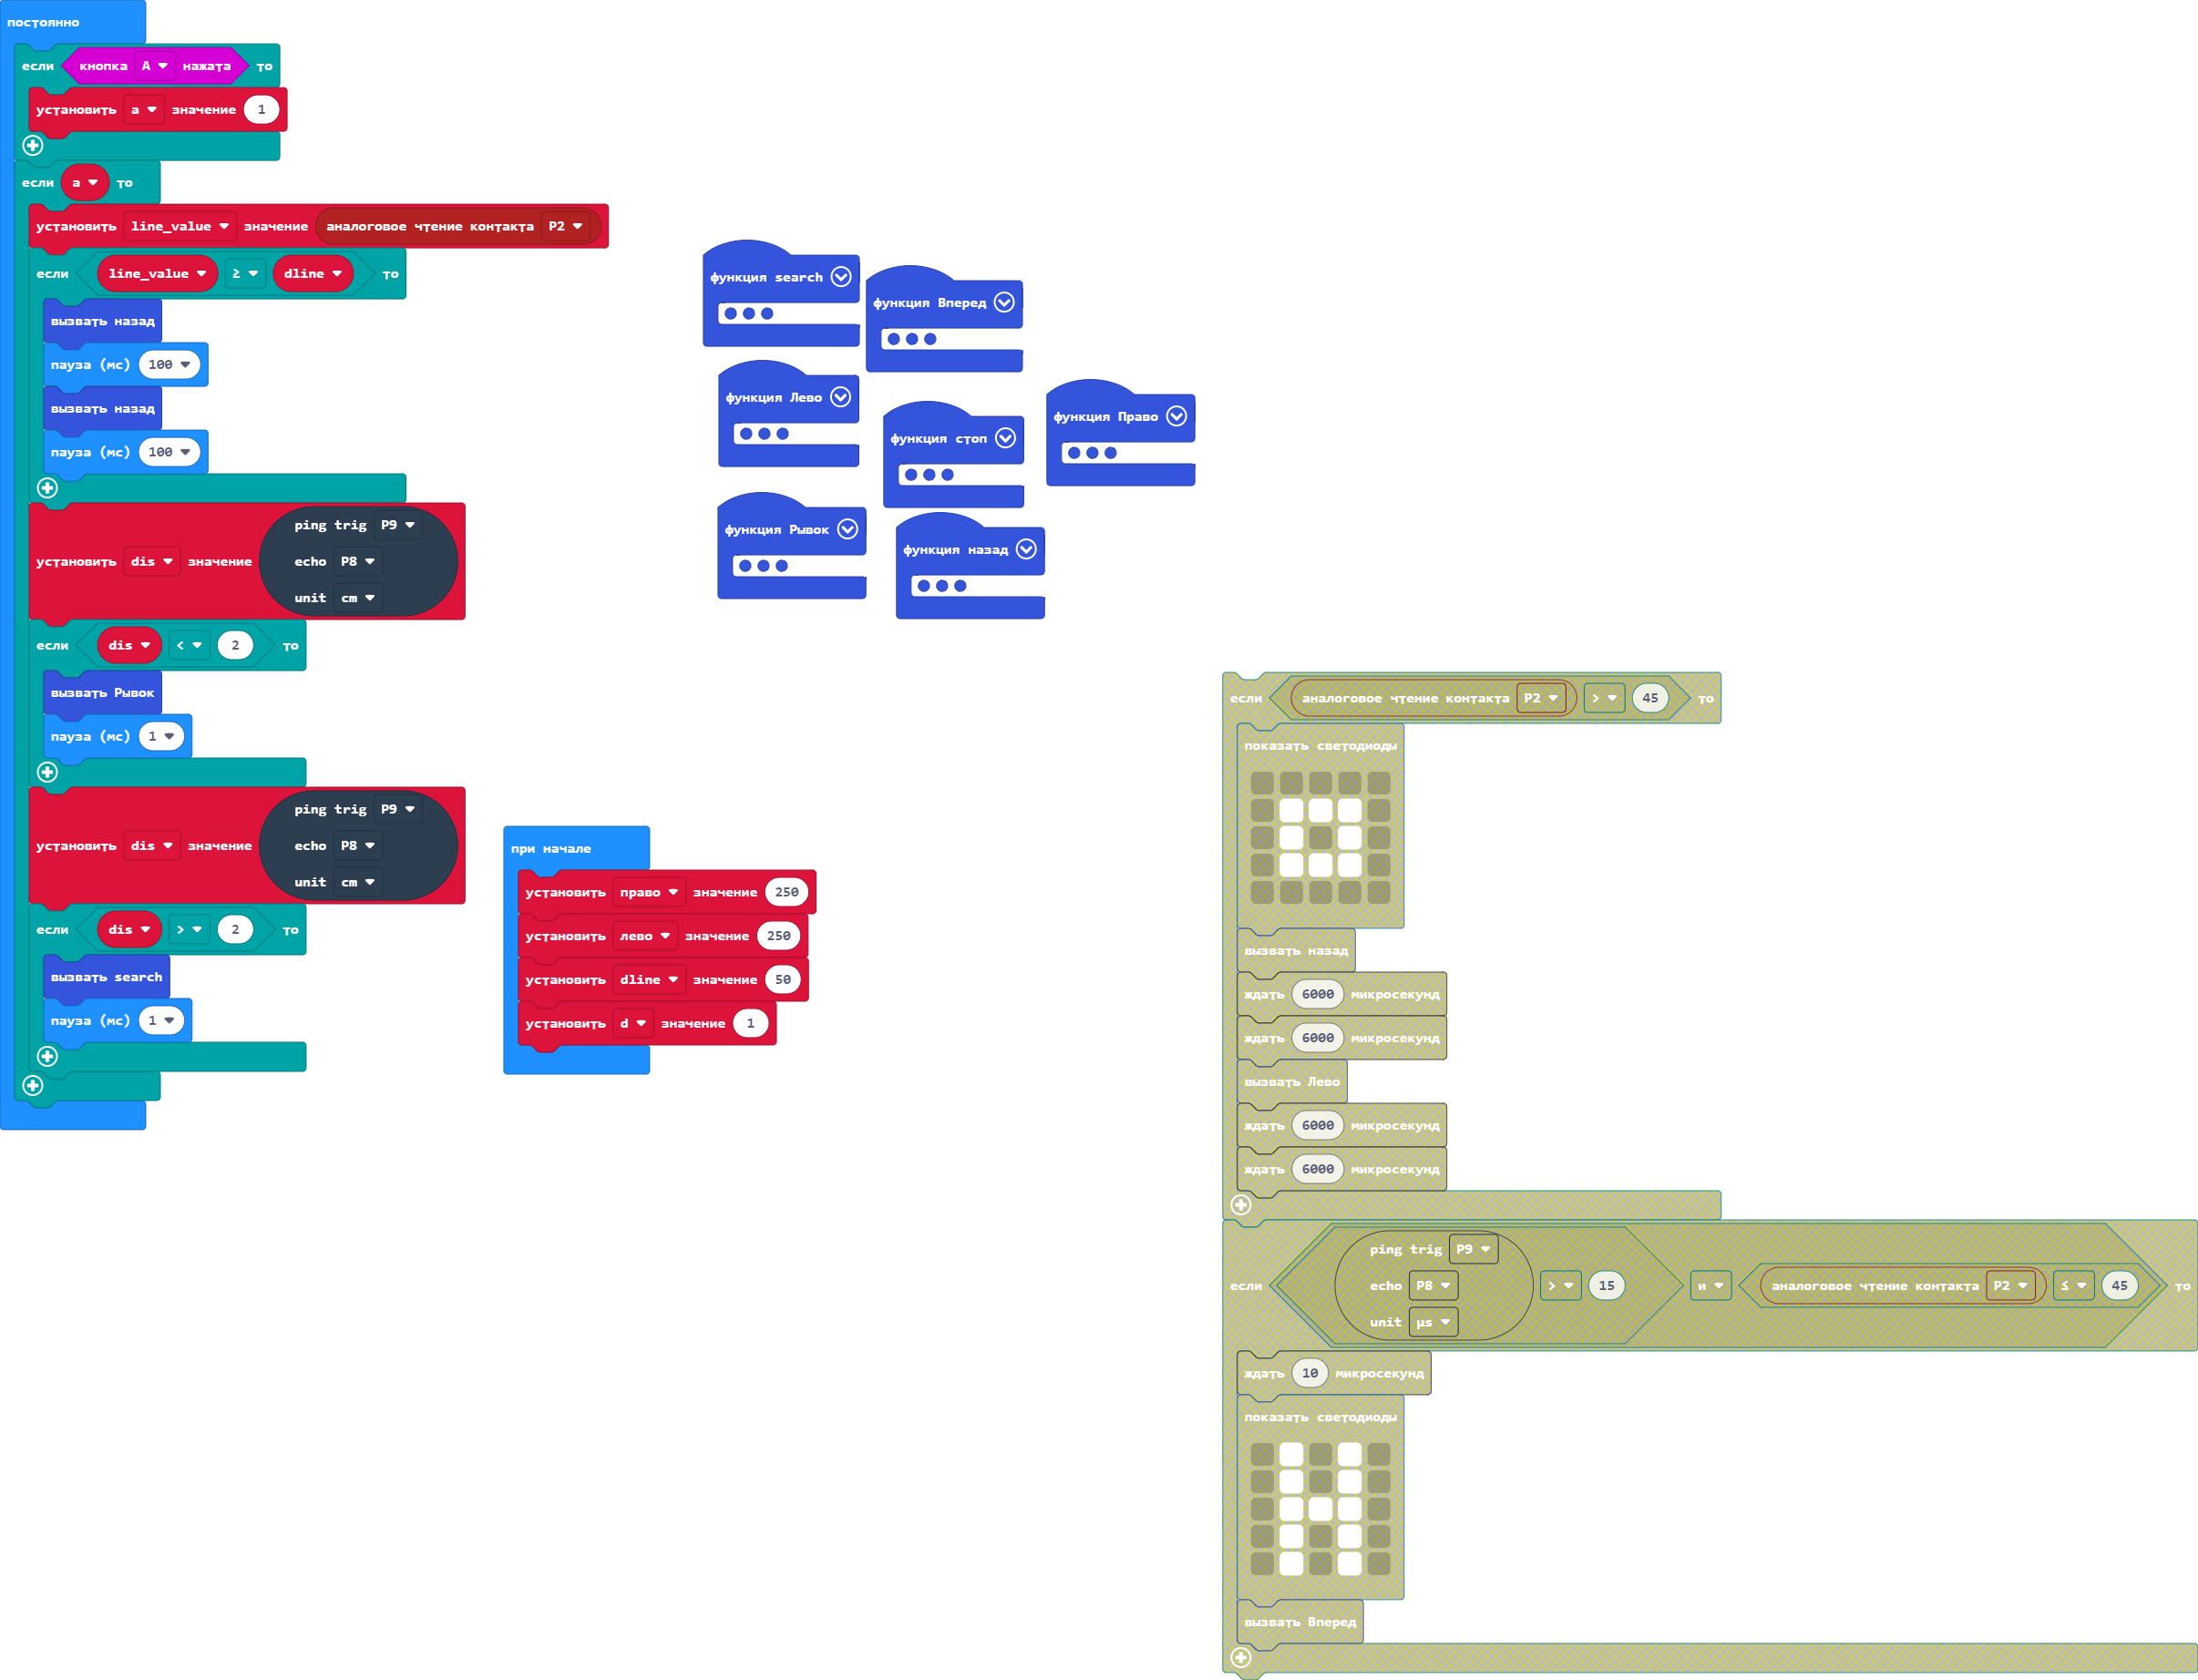 постоянно
если кнопка A нажата то
установить a значение 1
если a то
установить line_value значение аналоговое чтение контакта P2
если line_value ≥ dline то
вызвать назад
пауза (мс) 100
вызвать назад
пауза (мс) 100
установить dis значение ping trig P9
echo P8
unit cm
если dis < 2 то
вызвать Рывок
пауза (мс) 1
установить dis значение ping trig P9
echo P8
unit cm
если dis > 2 то
вызвать search
пауза (мс) 1
функция search
функция Вперед
функция Лево
функция стоп
функция Право
функция Рывок
функция назад
при начале
установить право значение 250
установить лево значение 250
установить dline значение 50
установить d значение 1
если аналоговое чтение контакта P2 > 45 то
показать светодиоды
вызвать назад
ждать 6000 микросекунд
ждать 6000 микросекунд
вызвать Лево
ждать 6000 микросекунд
ждать 6000 микросекунд
если ping trig P9
echo P8 > 15 и аналоговое чтение контакта P2 ≤ 45 то
unit µs
ждать 10 микросекунд
показать светодиоды
вызвать Вперед